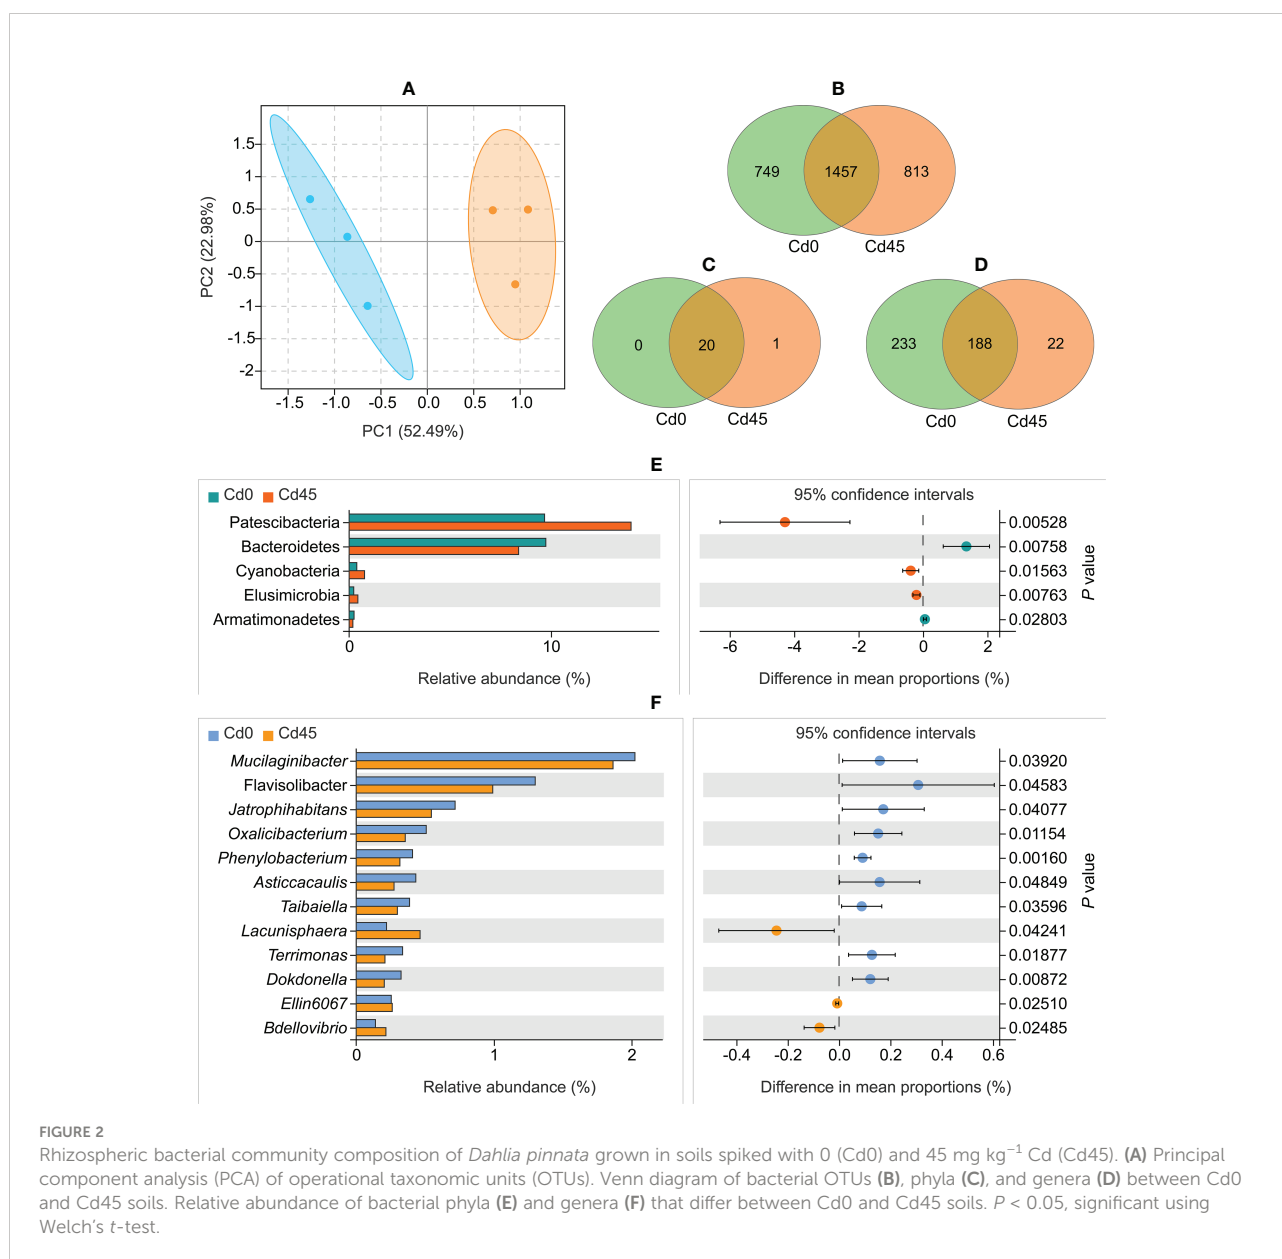 A
1.5
1
0.5
0
-0.5
-1
-1.5
-2
PC2 (22.98%)
-1.5 -1.0 -0.5 0.0 0.5 1.0
PC1 (52.49%)
B
749 1457 813
Cd0 Cd45
C
0 20 1
Cd0 Cd45
D
233 188 22
Cd0 Cd45
E
Cd0 Cd45
Patescibacteria
Bacteroidetes
Cyanobacteria
Elusimicrobia
Armatimonadetes
0 10
Relative abundance (%)
95% confidence intervals
0.00528
0.00758
0.01563
0.00763
0.02803
P value
-6 -4 -2 0 2
Difference in mean proportions (%)
F
Cd0 Cd45
Mucilaginibacter
Flavisolibacter
Jatrophihabitans
Oxalicibacterium
Phenylobacterium
Asticcacaulis
Taibaiella
Lacunisphaera
Terrimonas
Dokdonella
Ellin6067
Bdellovibrio
0 1 2
Relative abundance (%)
95% confidence intervals
0.03920
0.04583
0.04077
0.01154
0.00160
0.04849
0.03596
0.04241
0.01877
0.00872
0.02510
0.02485
P value
-0.4 -0.2 0.0 0.2 0.4 0.6
Difference in mean proportions (%)
FIGURE 2
Rhizospheric bacterial community composition of Dahlia pinnata grown in soils spiked with 0 (Cd0) and 45 mg kg⁻¹ Cd (Cd45). (A) Principal
component analysis (PCA) of operational taxonomic units (OTUs). Venn diagram of bacterial OTUs (B), phyla (C), and genera (D) between Cd0
and Cd45 soils. Relative abundance of bacterial phyla (E) and genera (F) that differ between Cd0 and Cd45 soils. P < 0.05, significant using
Welch’s t-test.